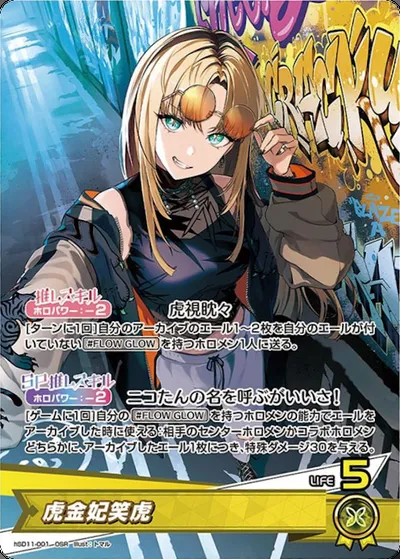 CRACKY
BLAZE
A
推しスキル
ホロパワー:-2
虎視眈々
[ターンに1回]自分のアーカイブのエール1～2枚を自分のエールが付
いていない#FLOW GLOWを持つホロメン1人に送る。
SP推しスキル
ホロパワー:-2
ニコたんの名を呼ぶがいいさ!
[ゲームに1回]自分の#FLOW GLOWを持つホロメンの能力でエールを
アーカイブした時に使える:相手のセンターホロメンかコラボホロメン
どちらかに、アーカイブしたエール1枚につき、特殊ダメージ30を与える。
LIFE 5
虎金妃笑虎
hSD11-001 OSR Illust:トマル